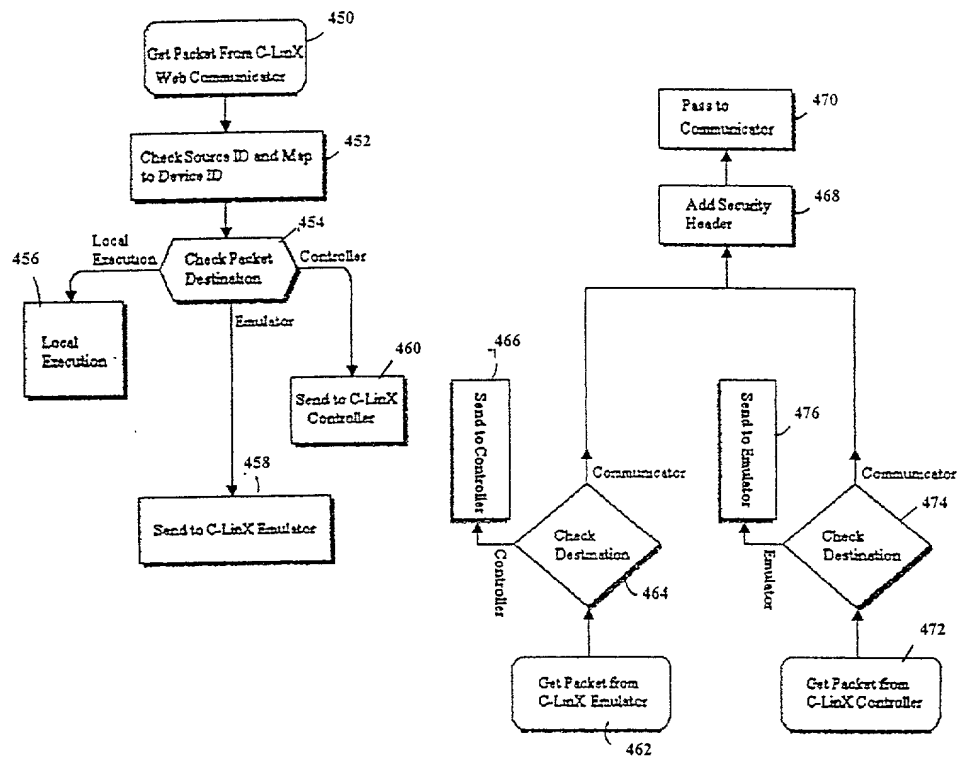 450
Get Packet From C-LinX
Web Communicator
452
Check Source ID and Map
to Device ID
454
Local
Execution
Check Packet
Destination
Controller
456
Local
Execution
Emulator
460
Send to C-LinX
Controller
458
Send to C-LinX Emulator
470
Pass to
Communicator
468
Add Security
Header
466
Send to Controller
476
Send to Emulator
Communicator
Communicator
474
Check
Destination
Check
Destination
Controller
Emulator
464
472
Get Packet from
C-LinX Emulator
Get Packet from
C-LinX Controller
462